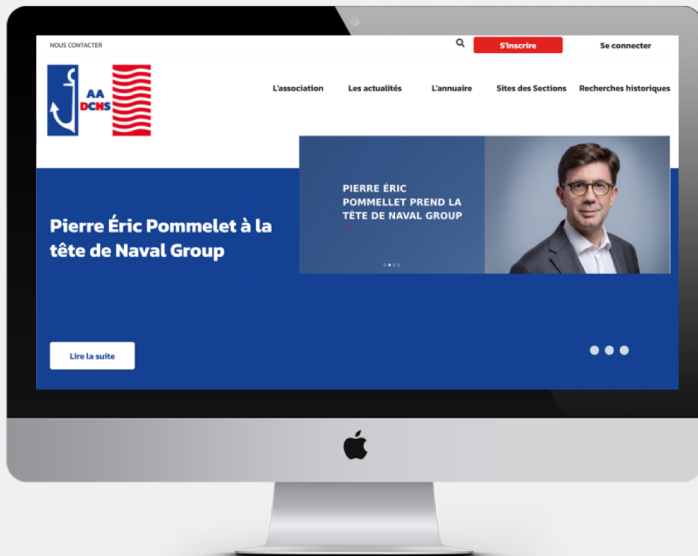 NOUS CONTACTER
S'inscrire
Se connecter
AA
DCNS
L'association
Les actualités
L'annuaire
Sites des Sections
Recherches historiques
PIERRE ÉRIC
POMMELLET PREND LA
TÊTE DE NAVAL GROUP
Pierre Éric Pommelet à la
tête de Naval Group
Lire la suite